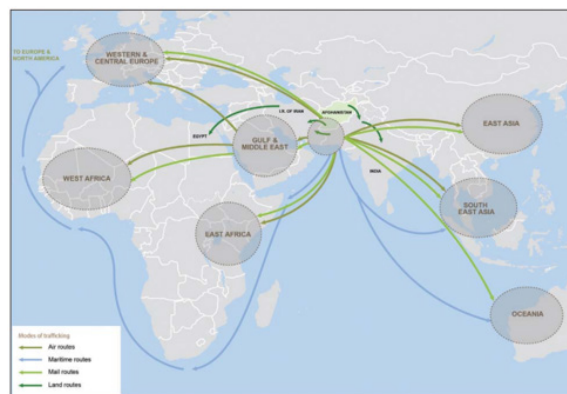 TO EUROPE &
NORTH AMERICA
WESTERN &
CENTRAL EUROPE
I.R. OF IRAN
AFGHANISTAN
EAST ASIA
EGYPT
GULF &
MIDDLE EAST
INDIA
WEST AFRICA
SOUTH
EAST ASIA
EAST AFRICA
OCEANIA
Modes of trafficking
Air routes
Maritime routes
Mail routes
Land routes